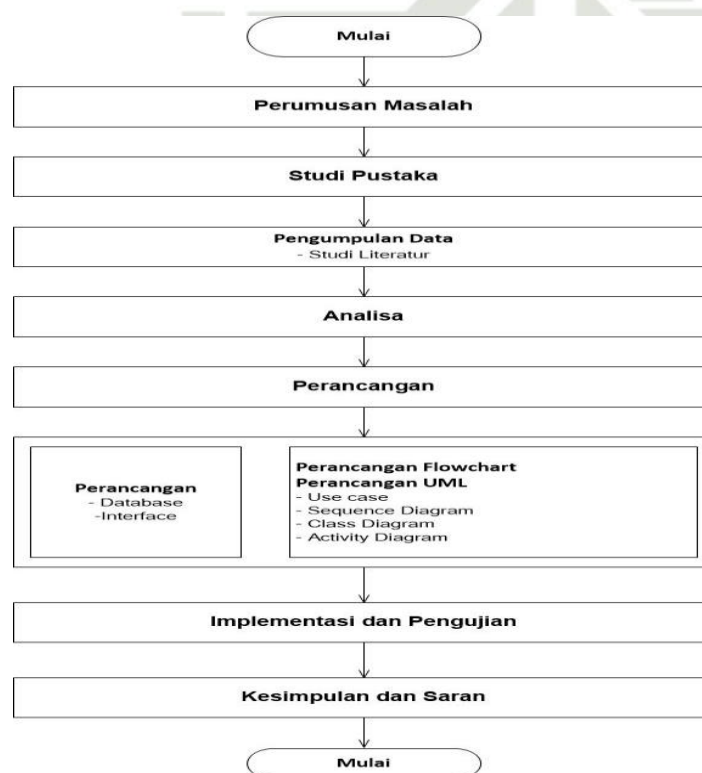 Mulai
Perumusan Masalah
Studi Pustaka
Pengumpulan Data
- Studi Literatur
Analisa
Perancangan
Perancangan
- Database
-Interface
Perancangan Flowchart
Perancangan UML
- Use case
- Sequence Diagram
- Class Diagram
- Activity Diagram
Implementasi dan Pengujian
Kesimpulan dan Saran
Mulai